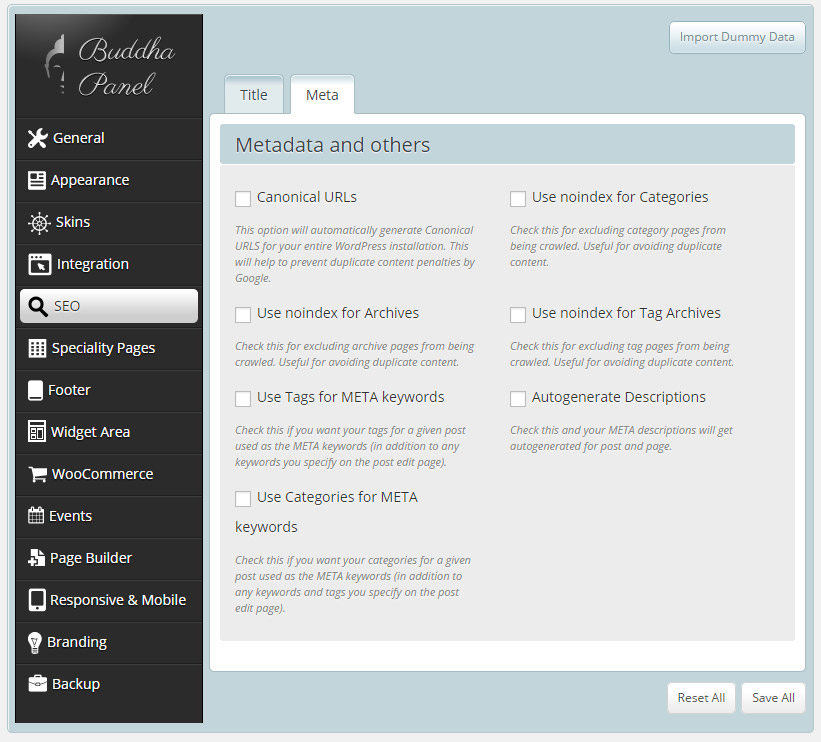 Buddha
Panel
General
Appearance
Skins
Integration
SEO
Speciality Pages
Footer
Widget Area
WooCommerce
Events
Page Builder
Responsive & Mobile
Branding
Backup
Import Dummy Data
Title
Meta
Metadata and others
Canonical URLs
This option will automatically generate Canonical
URLS for your entire WordPress installation. This
will help to prevent duplicate content penalties by
Google.
Use noindex for Categories
Check this for excluding category pages from
being crawled. Useful for avoiding duplicate
content.
Use noindex for Archives
Check this for excluding archive pages from being
crawled. Useful for avoiding duplicate content.
Use noindex for Tag Archives
Check this for excluding tag pages from being
crawled. Useful for avoiding duplicate content.
Use Tags for META keywords
Check this if you want your tags for a given post
used as the META keywords (in addition to any
keywords you specify on the post edit page).
Autogenerate Descriptions
Check this and your META descriptions will get
autogenerated for post and page.
Use Categories for META
keywords
Check this if you want your categories for a given
post used as the META keywords (in addition to
any keywords and tags you specify on the post
edit page).
Reset All
Save All